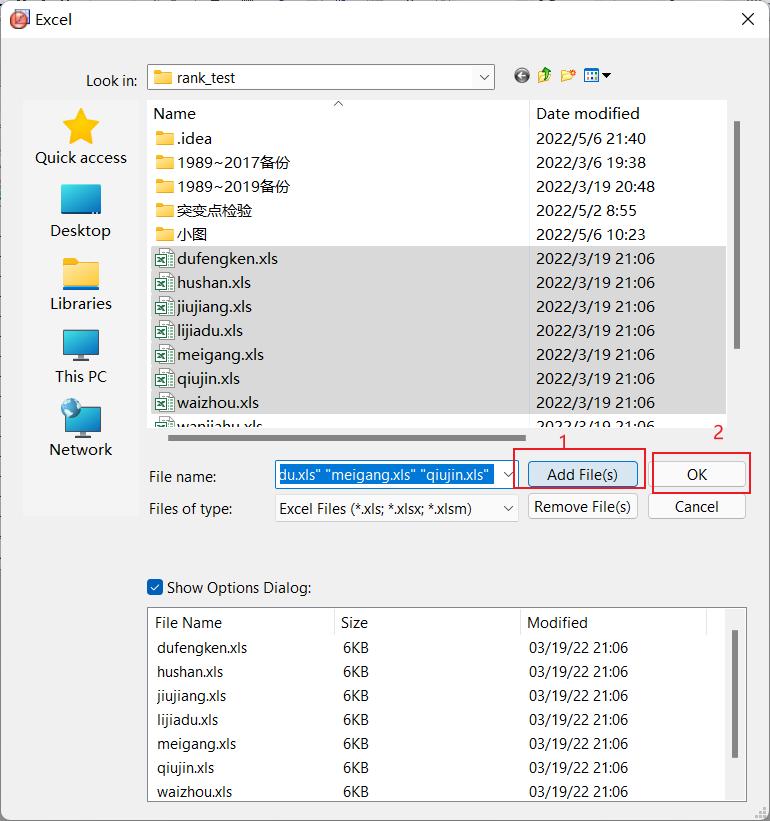 Excel
Look in: rank_test
Name Date modified
.idea 2022/5/6 21:40
1989~2017备份 2022/3/6 19:38
1989~2019备份 2022/3/19 20:48
突变点检验 2022/5/2 8:55
小图 2022/5/6 10:23
dufengken.xls 2022/3/19 21:06
hushan.xls 2022/3/19 21:06
jiujiang.xls 2022/3/19 21:06
lijiadu.xls 2022/3/19 21:06
meigang.xls 2022/3/19 21:06
qiujin.xls 2022/3/19 21:06
waizhou.xls 2022/3/19 21:06
Quick access
Desktop
Libraries
This PC
Network
1 2
File name: du.xls" "meigang.xls" "qiujin.xls" Add File(s) OK
Files of type: Excel Files (*.xls; *.xlsx; *.xlsm) Remove File(s) Cancel
Show Options Dialog:
File Name Size Modified
dufengken.xls 6KB 03/19/22 21:06
hushan.xls 6KB 03/19/22 21:06
jiujiang.xls 6KB 03/19/22 21:06
lijiadu.xls 6KB 03/19/22 21:06
meigang.xls 6KB 03/19/22 21:06
qiujin.xls 6KB 03/19/22 21:06
waizhou.xls 6KB 03/19/22 21:06